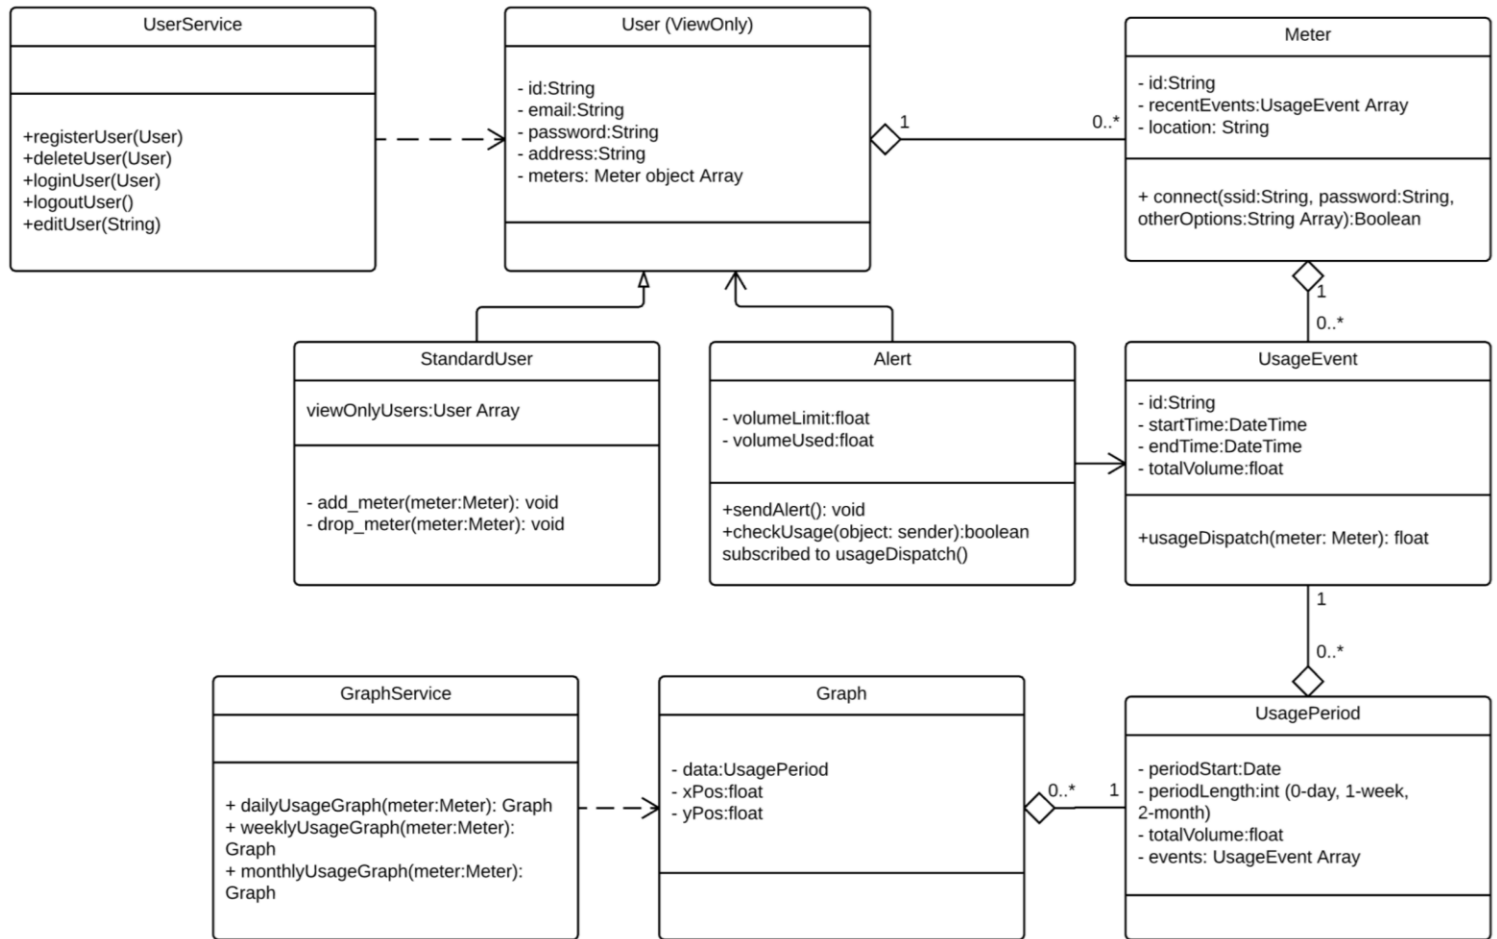 UserService
+registerUser(User)
+deleteUser(User)
+loginUser(User)
+logoutUser()
+editUser(String)
User (ViewOnly)
- id:String
- email:String
- password:String
- address:String
- meters: Meter object Array
1
0..*
Meter
- id:String
- recentEvents:UsageEvent Array
- location: String
+ connect(ssid:String, password:String,
otherOptions:String Array):Boolean
1
0..*
StandardUser
viewOnlyUsers:User Array
- add_meter(meter:Meter): void
- drop_meter(meter:Meter): void
Alert
- volumeLimit:float
- volumeUsed:float
+sendAlert(): void
+checkUsage(object: sender):boolean
subscribed to usageDispatch()
UsageEvent
- id:String
- startTime:DateTime
- endTime:DateTime
- totalVolume:float
+usageDispatch(meter: Meter): float
1
0..*
GraphService
+ dailyUsageGraph(meter:Meter): Graph
+ weeklyUsageGraph(meter:Meter):
Graph
+ monthlyUsageGraph(meter:Meter):
Graph
Graph
- data:UsagePeriod
- xPos:float
- yPos:float
0..*
1
UsagePeriod
- periodStart:Date
- periodLength:int (0-day, 1-week,
2-month)
- totalVolume:float
- events: UsageEvent Array